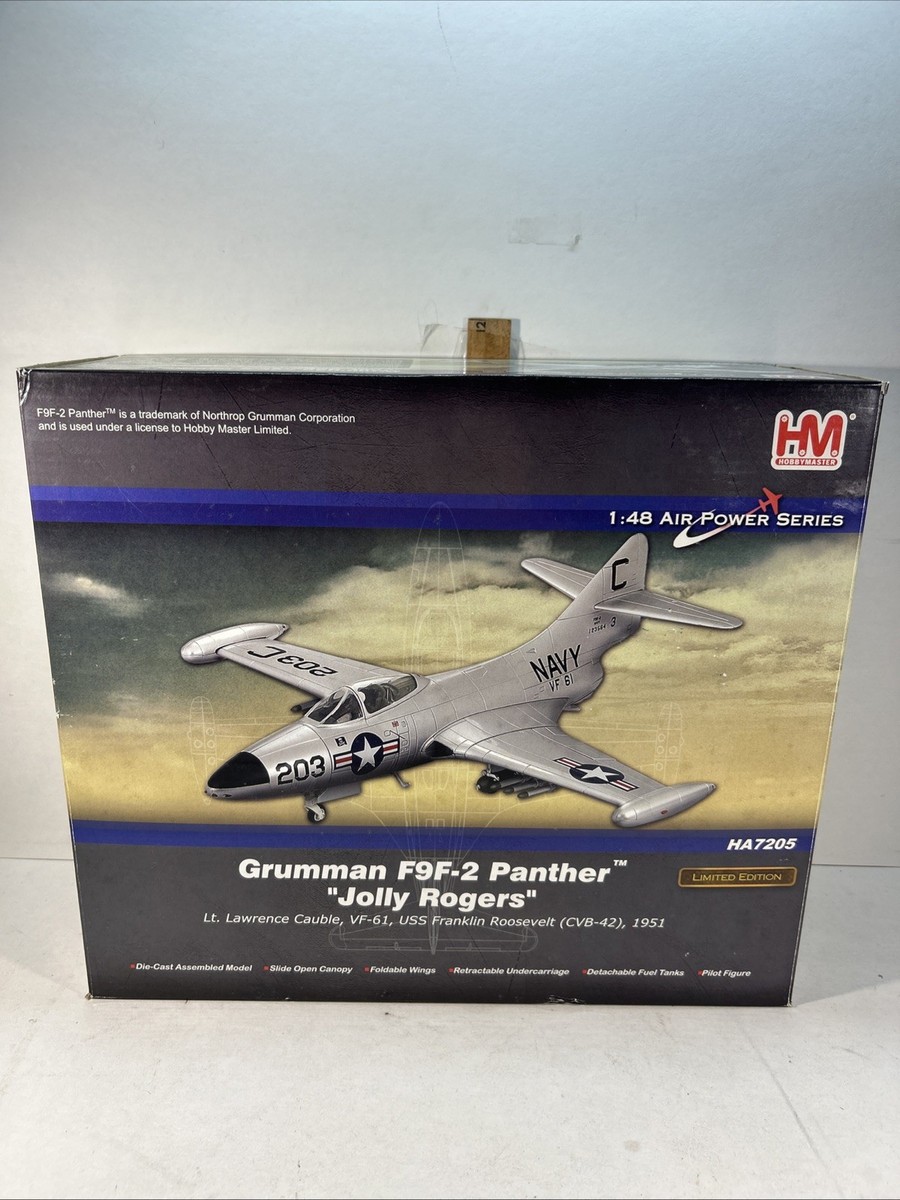 12
F9F-2 Panther™ is a trademark of Northrop Grumman Corporation
and is used under a license to Hobby Master Limited.
HM
HOBBYMASTER
1:48 AIR POWER SERIES
C
3
NAVY
VF 61
203C
203
HA7205
Grumman F9F-2 Panther™
LIMITED EDITION
"Jolly Rogers"
Lt. Lawrence Cauble, VF-61, USS Franklin Roosevelt (CVB-42), 1951
Die-Cast Assembled Model Slide Open Canopy Foldable Wings Retractable Undercarriage Detachable Fuel Tanks Pilot Figure